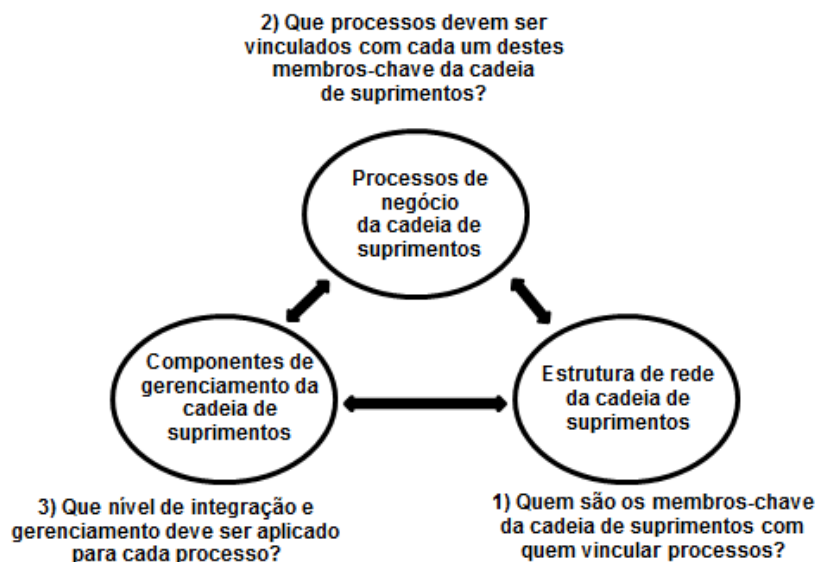 2) Que processos devem ser
vinculados com cada um destes
membros-chave da cadeia
de suprimentos?
Processos de
negócio
da cadeia de
suprimentos
Componentes de
gerenciamento da
cadeia de
suprimentos
Estrutura de rede
da cadeia de
suprimentos
3) Que nível de integração e
gerenciamento deve ser aplicado
para cada processo?
1) Quem são os membros-chave
da cadeia de suprimentos com
quem vincular processos?